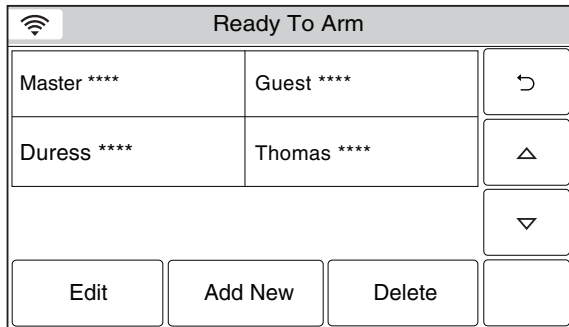 Ready To Arm
Master ****
Guest ****
Duress ****
Thomas ****
Edit
Add New
Delete